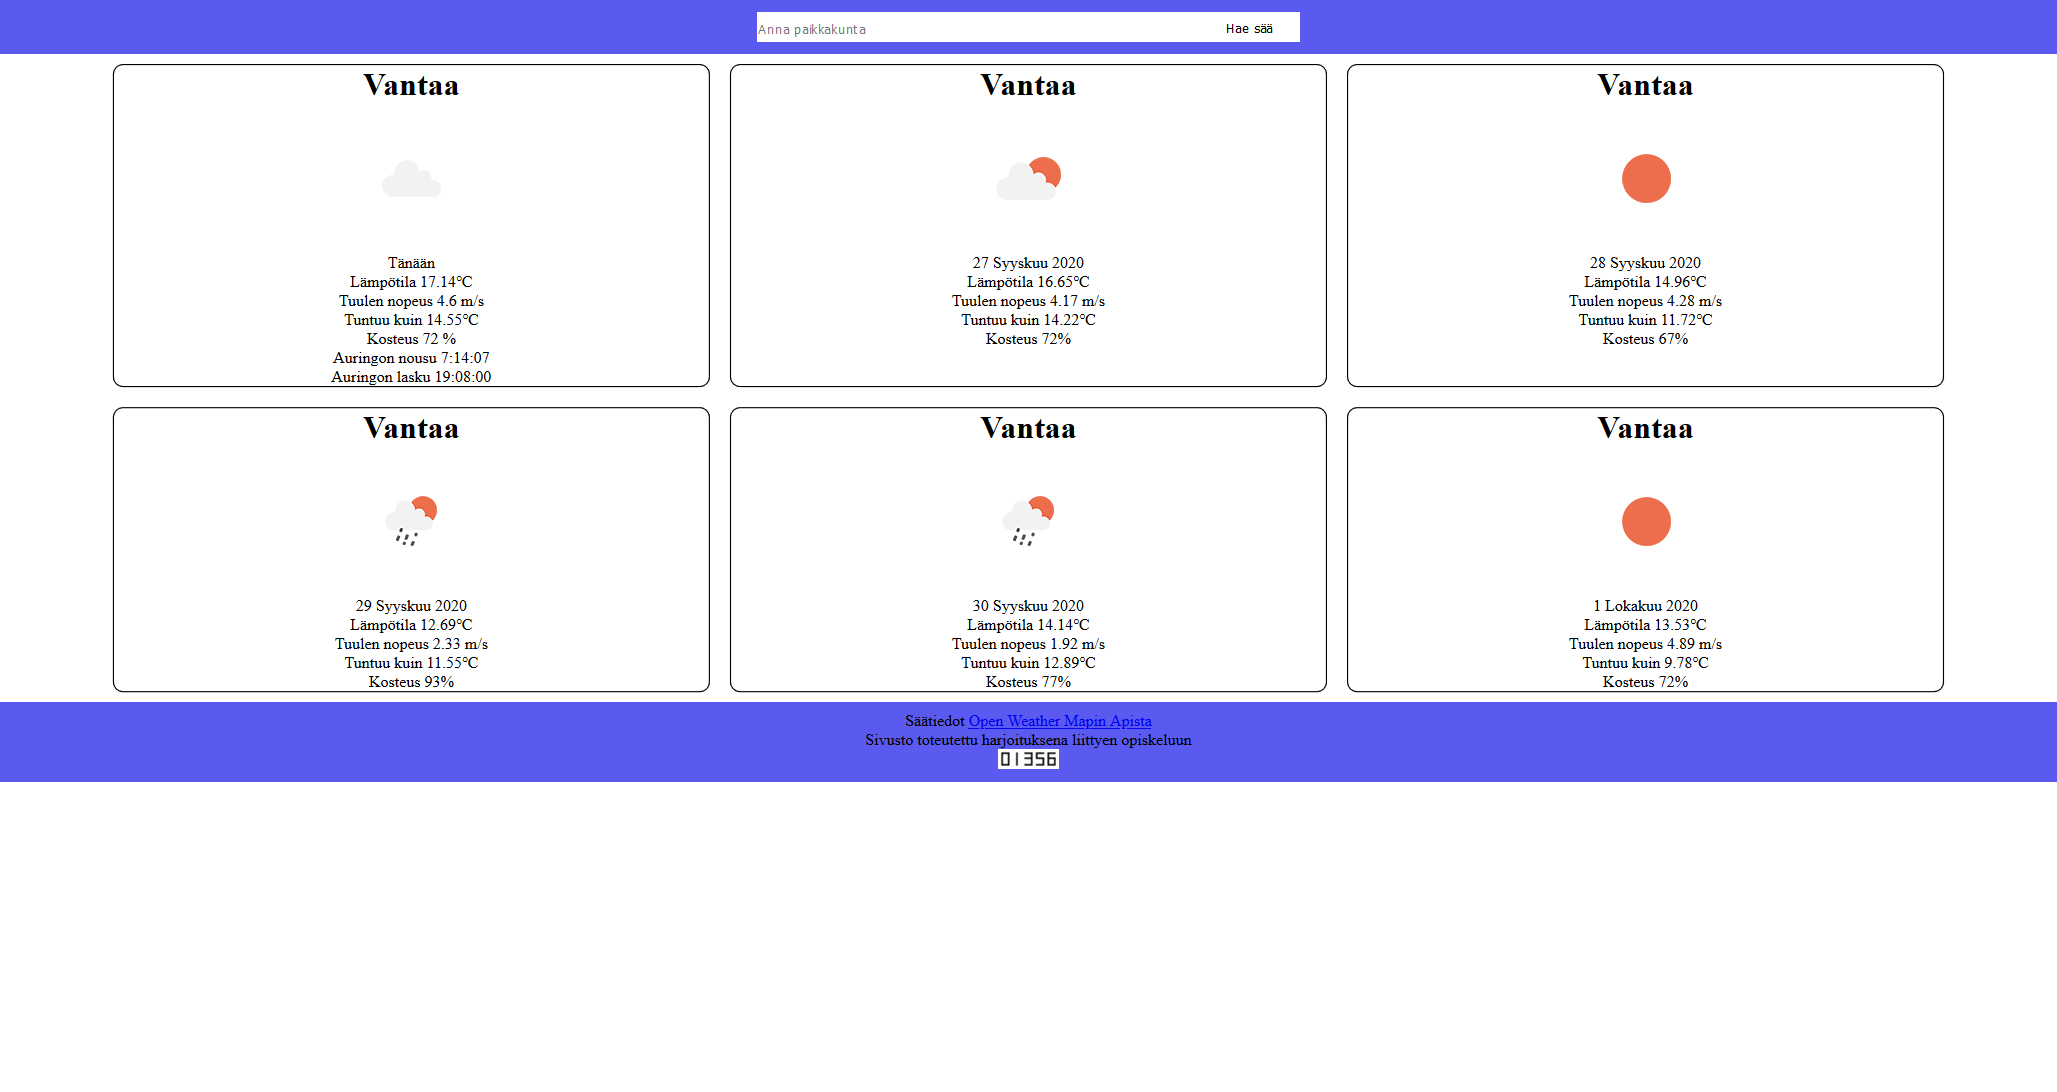 Anna paikkakunta
Hae sää
Vantaa
Tänään
Lämpötila 17.14°C
Tuulen nopeus 4.6 m/s
Tuntuu kuin 14.55°C
Kosteus 72 %
Auringon nousu 7:14:07
Auringon lasku 19:08:00
Vantaa
27 Syyskuu 2020
Lämpötila 16.65°C
Tuulen nopeus 4.17 m/s
Tuntuu kuin 14.22°C
Kosteus 72%
Vantaa
28 Syyskuu 2020
Lämpötila 14.96°C
Tuulen nopeus 4.28 m/s
Tuntuu kuin 11.72°C
Kosteus 67%
Vantaa
29 Syyskuu 2020
Lämpötila 12.69°C
Tuulen nopeus 2.33 m/s
Tuntuu kuin 11.55°C
Kosteus 93%
Vantaa
30 Syyskuu 2020
Lämpötila 14.14°C
Tuulen nopeus 1.92 m/s
Tuntuu kuin 12.89°C
Kosteus 77%
Vantaa
1 Lokakuu 2020
Lämpötila 13.53°C
Tuulen nopeus 4.89 m/s
Tuntuu kuin 9.78°C
Kosteus 72%
Säätiedot Open Weather Mapin Apista
Sivusto toteutettu harjoituksena liittyen opiskeluun
01356